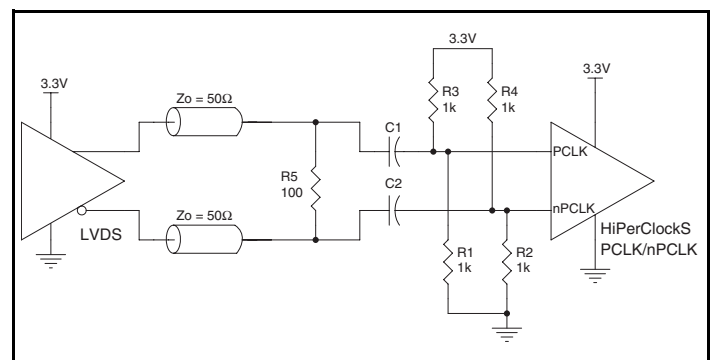 3.3V
3.3V
3.3V
Zo = 50Ω
R3
1k
R4
1k
C1
PCLK
R5
100
C2
nPCLK
Zo = 50Ω
LVDS
HiPerClockS
PCLK/nPCLK
R1
1k
R2
1k